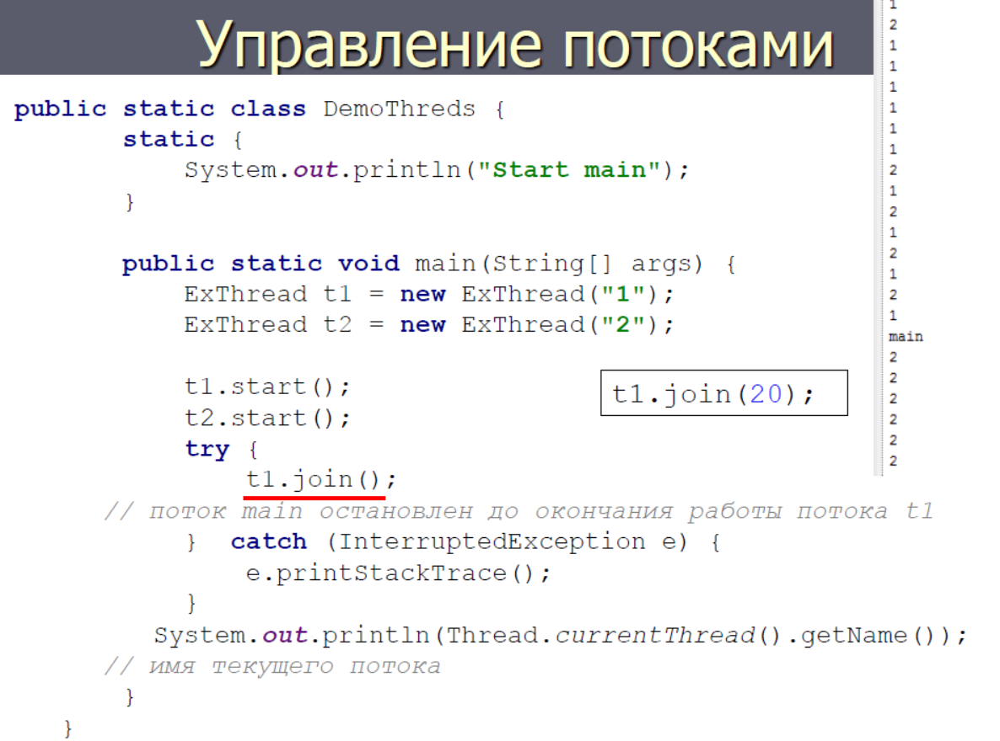 Управление потоками
public static class DemoThreds {
static {
System.out.println("Start main");
}
public static void main(String[] args) {
ExThread t1 = new ExThread("1");
ExThread t2 = new ExThread("2");
t1.start();
t2.start();
try {
t1.join();
// поток main остановлен до окончания работы потока t1
} catch (InterruptedException e) {
e.printStackTrace();
}
System.out.println(Thread.currentThread().getName());
// имя текущего потока
}
}
t1.join(20);
1
2
1
1
1
1
1
1
2
1
2
1
2
1
2
1
main
2
2
2
2
2
2